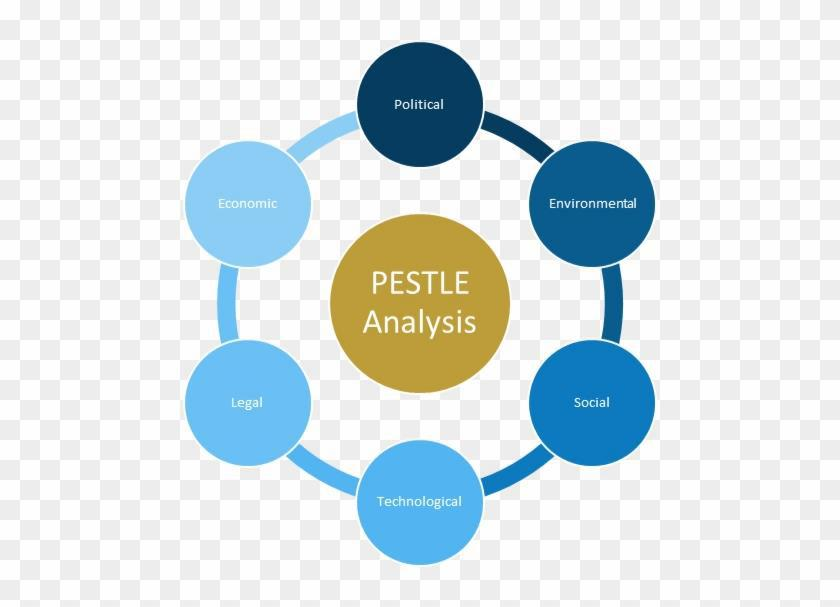 Political
Economic
Environmental
PESTLE
Analysis
Legal
Social
Technological